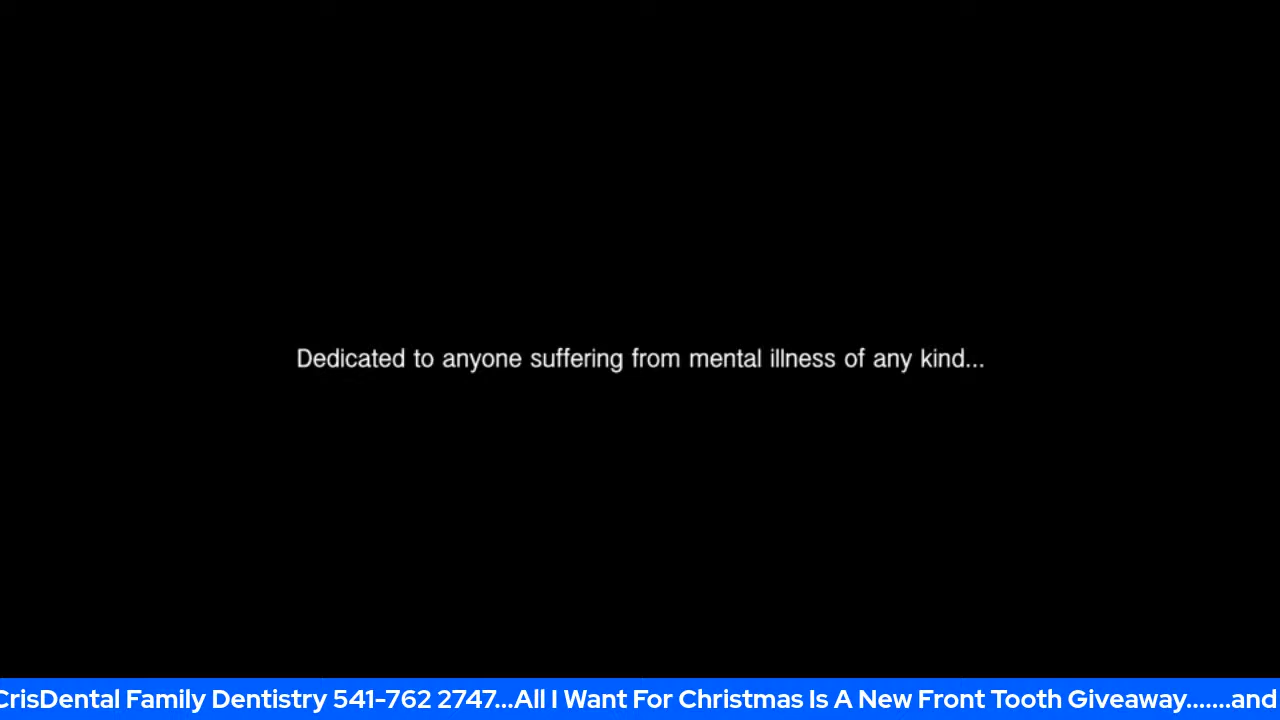 Dedicated to anyone suffering from mental illness of any kind...
CrisDental Family Dentistry 541-762 2747...All I Want For Christmas Is A New Front Tooth Giveaway.......and